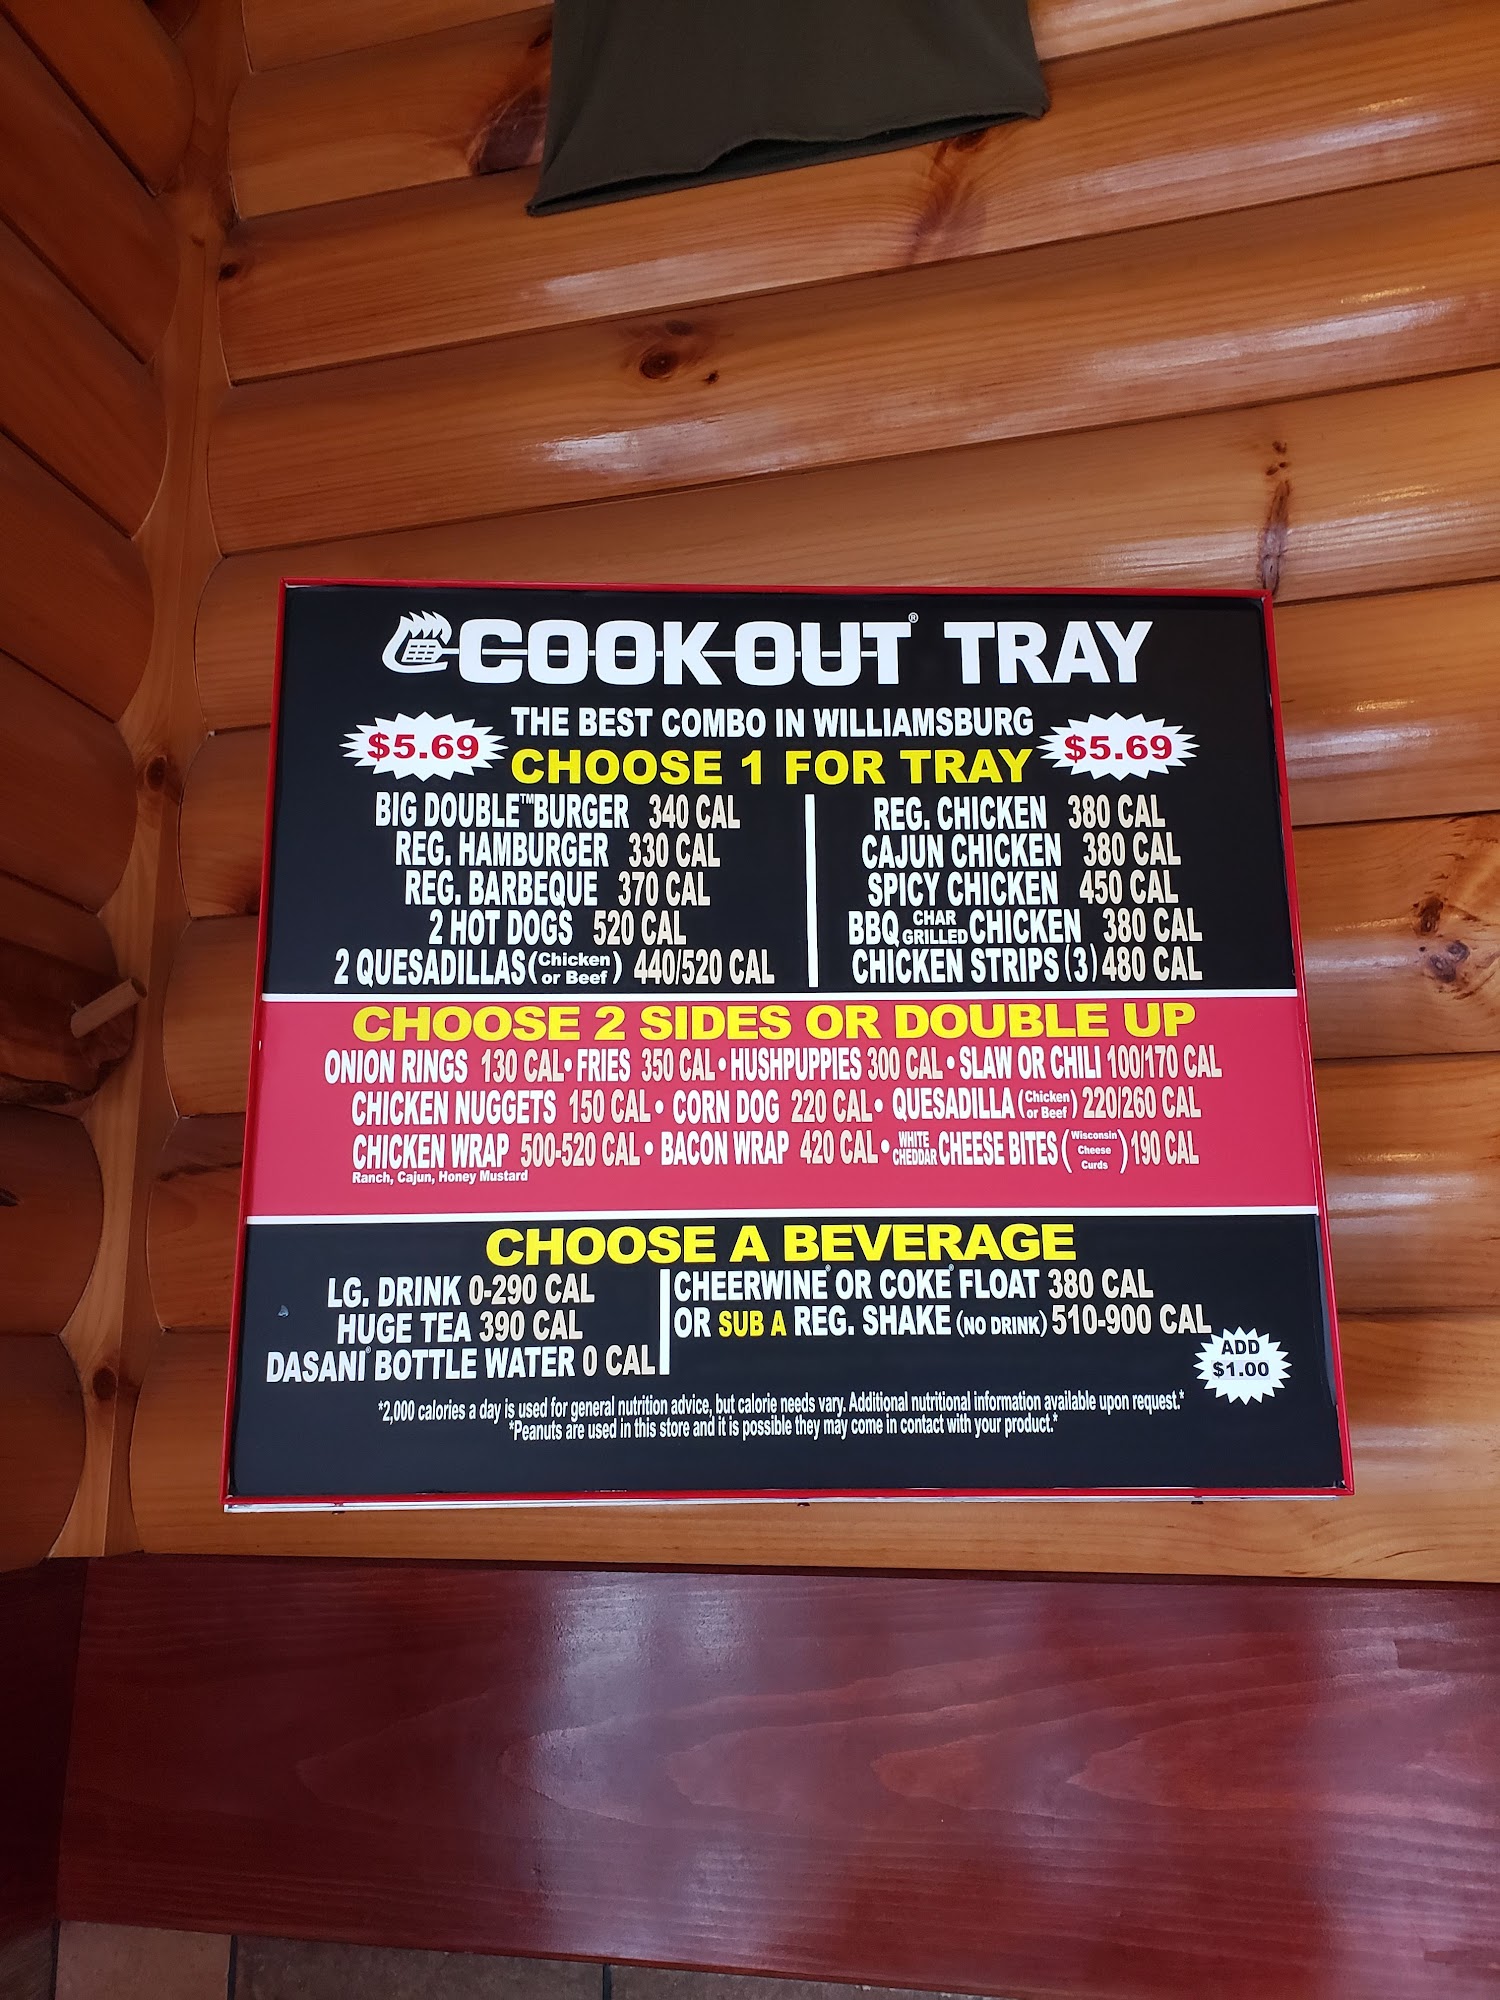 COOK-OUT® TRAY
THE BEST COMBO IN WILLIAMSBURG
$5.69 CHOOSE 1 FOR TRAY $5.69
BIG DOUBLE™ BURGER 340 CAL
REG. HAMBURGER 330 CAL
REG. BARBEQUE 370 CAL
2 HOT DOGS 520 CAL
2 QUESADILLAS (Chicken or Beef) 440/520 CAL
REG. CHICKEN 380 CAL
CAJUN CHICKEN 380 CAL
SPICY CHICKEN 450 CAL
BBQ CHAR GRILLED CHICKEN 380 CAL
CHICKEN STRIPS (3) 480 CAL
CHOOSE 2 SIDES OR DOUBLE UP
ONION RINGS 130 CAL • FRIES 350 CAL • HUSHPUPPIES 300 CAL • SLAW OR CHILI 100/170 CAL
CHICKEN NUGGETS 150 CAL • CORN DOG 220 CAL • QUESADILLA (Chicken or Beef) 220/260 CAL
CHICKEN WRAP 500-520 CAL • BACON WRAP 420 CAL • WHITE CHEDDAR CHEESE BITES (Wisconsin Cheese Curds) 190 CAL
Ranch, Cajun, Honey Mustard
CHOOSE A BEVERAGE
LG. DRINK 0-290 CAL
HUGE TEA 390 CAL
DASANI® BOTTLE WATER 0 CAL
CHEERWINE® OR COKE® FLOAT 380 CAL
OR SUB A REG. SHAKE (NO DRINK) 510-900 CAL
ADD
$1.00
*2,000 calories a day is used for general nutrition advice, but calorie needs vary. Additional nutritional information available upon request.*
*Peanuts are used in this store and it is possible they may come in contact with your product.*